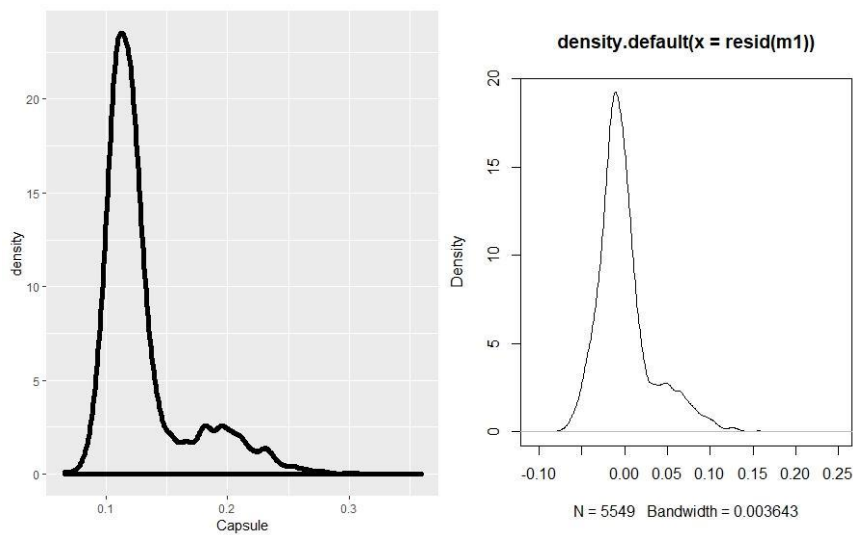 20
15
10
5
0
density
0.1 0.2 0.3
Capsule
density.default(x = resid(m1))
20
15
10
5
0
Density
-0.10 0.00 0.05 0.10 0.15 0.20 0.25
N = 5549 Bandwidth = 0.003643